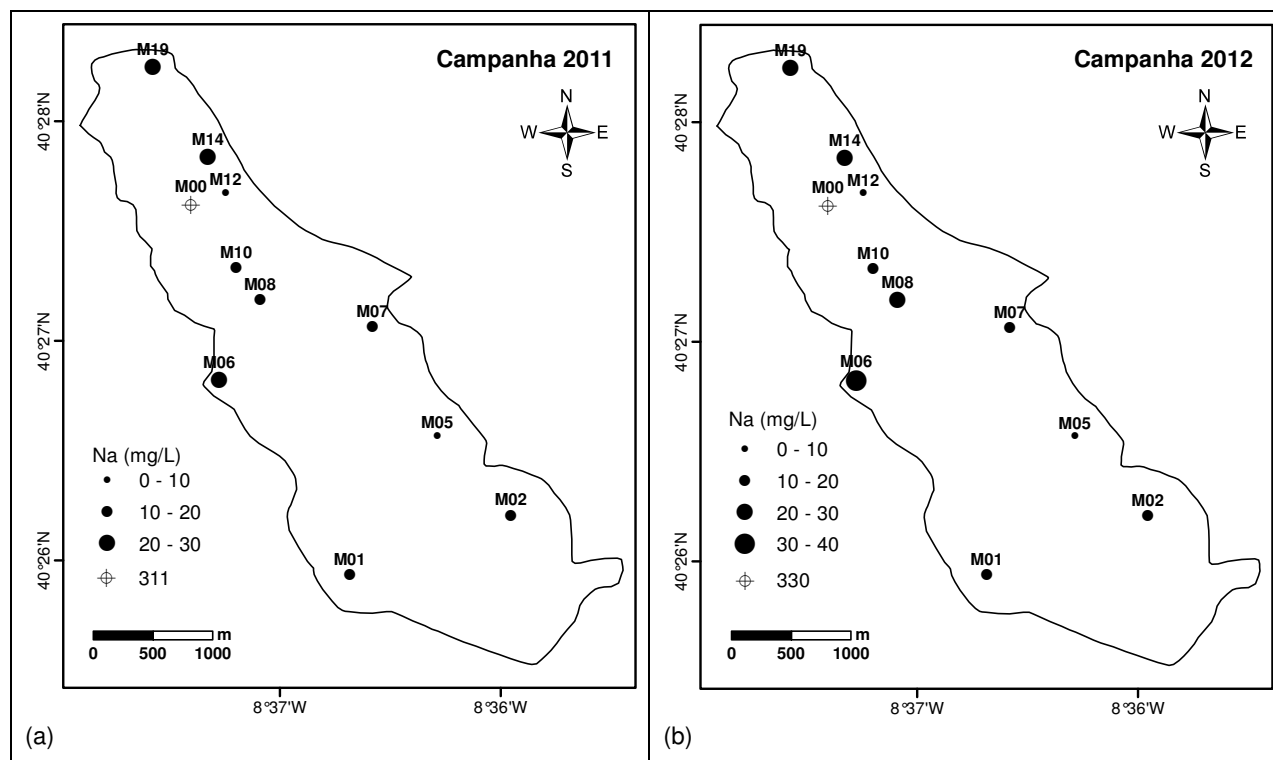 Campanha 2011
N
W E
S
40°28'N
40°27'N
40°26'N
M19
M14
M00 M12
M10
M08
M07
M06
M05
M02
M01
Na (mg/L)
0 - 10
10 - 20
20 - 30
311
m
0 500 1000
8°37'W 8°36'W
(a)
Campanha 2012
N
W E
S
40°28'N
40°27'N
40°26'N
M19
M14
M00 M12
M10
M08
M07
M06
M05
M02
M01
Na (mg/L)
0 - 10
10 - 20
20 - 30
30 - 40
330
m
0 500 1000
8°37'W 8°36'W
(b)